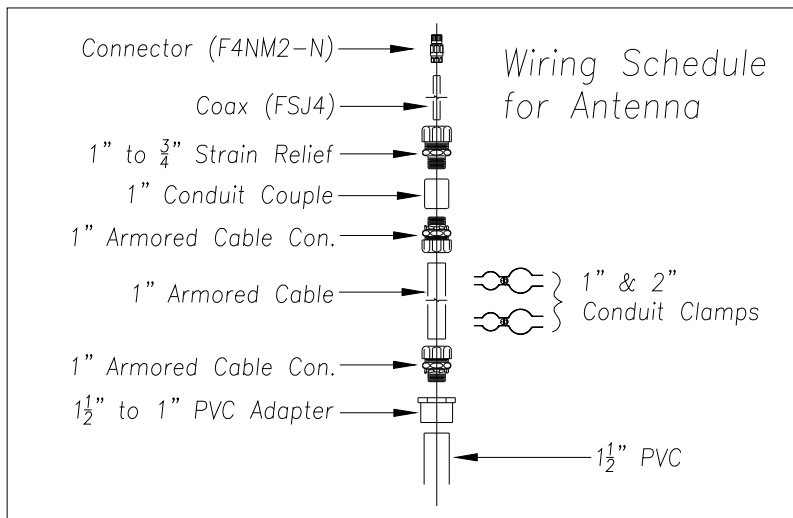 Connector (F4NM2-N)
Wiring Schedule
for Antenna
Coax (FSJ4)
1" to 3/4" Strain Relief
1" Conduit Couple
1" Armored Cable Con.
1" Armored Cable
1" & 2"
Conduit Clamps
1" Armored Cable Con.
1 1/2" to 1" PVC Adapter
1 1/2" PVC